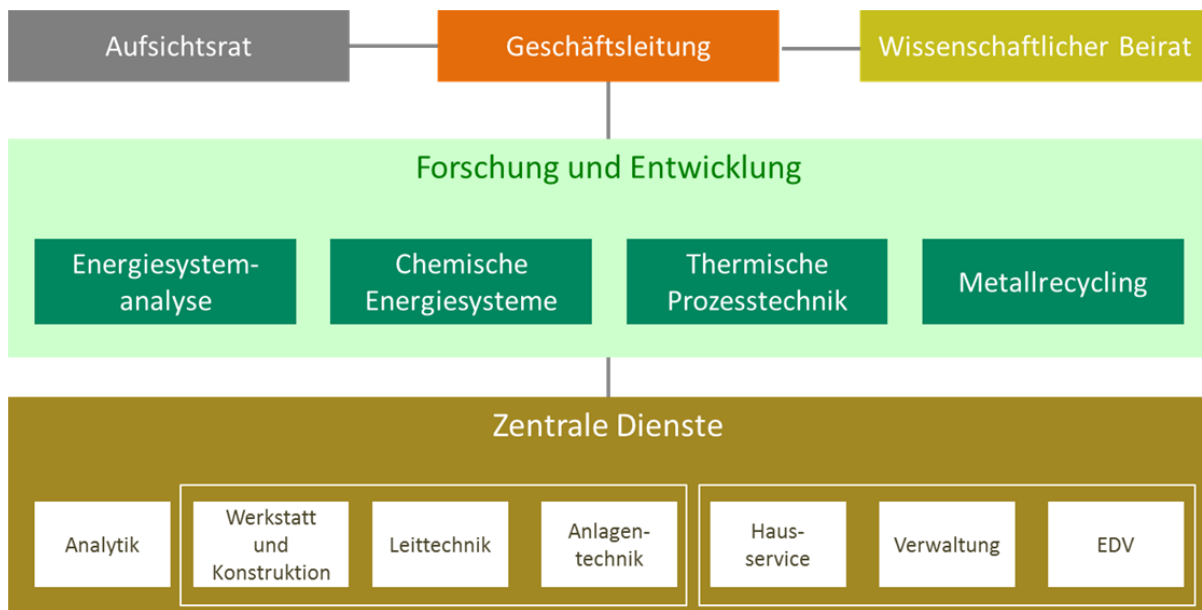 Aufsichtsrat
Geschäftsleitung
Wissenschaftlicher Beirat
Forschung und Entwicklung
Energiesystem-
analyse
Chemische
Energiesysteme
Thermische
Prozesstechnik
Metallrecycling
Zentrale Dienste
Analytik
Werkstatt
und
Konstruktion
Leittechnik
Anlagen-
technik
Haus-
service
Verwaltung
EDV